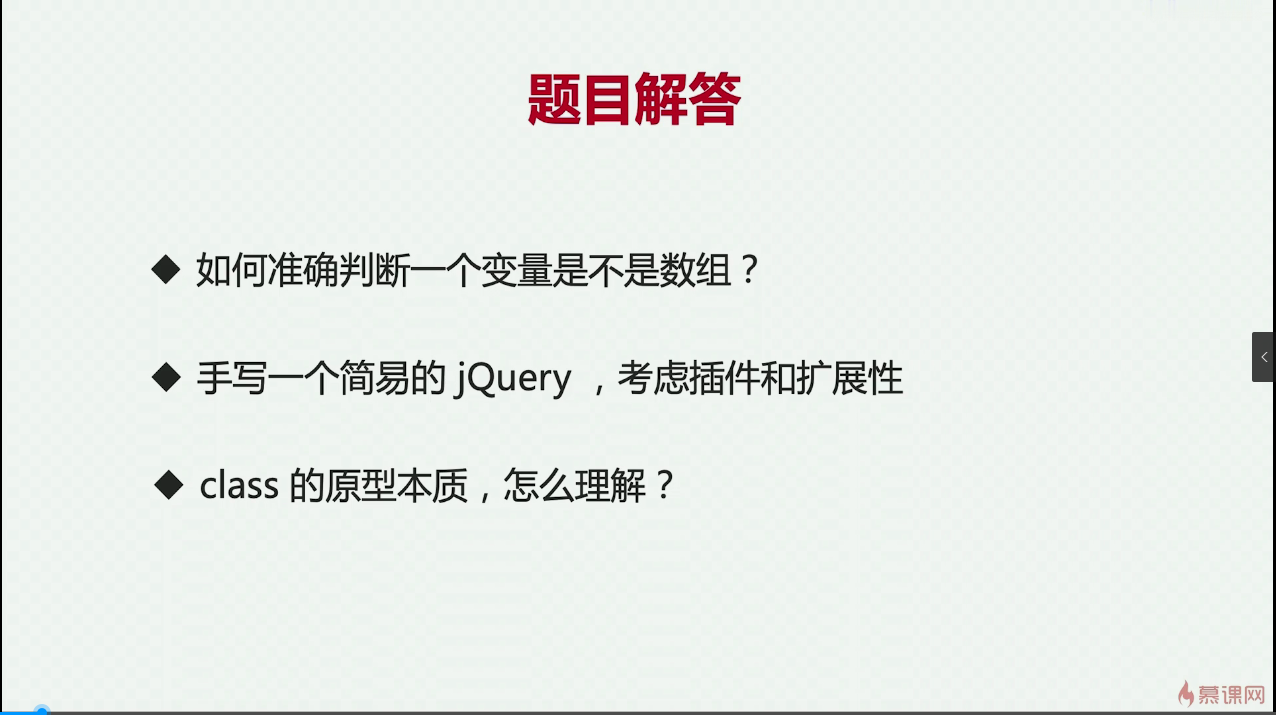 题目解答
◆ 如何准确判断一个变量是不是数组？
◆ 手写一个简易的 jQuery ，考虑插件和扩展性
◆ class 的原型本质，怎么理解？
慕课网